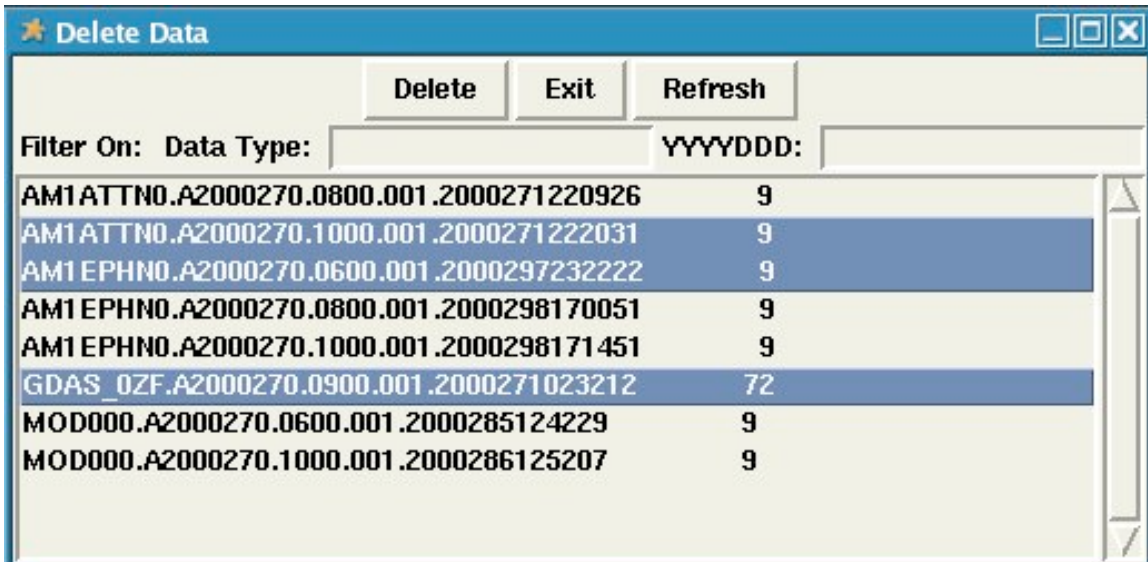 Delete Data
Delete Exit Refresh
Filter On: Data Type: YYYYDDD:
AM1ATTN0.A2000270.0800.001.2000271220926 9
AM1ATTN0.A2000270.1000.001.2000271222031 9
AM1EPHN0.A2000270.0600.001.2000297232222 9
AM1EPHN0.A2000270.0800.001.2000298170051 9
AM1EPHN0.A2000270.1000.001.2000298171451 9
GDAS_0ZF.A2000270.0900.001.2000271023212 72
MOD000.A2000270.0600.001.2000285124229 9
MOD000.A2000270.1000.001.2000286125207 9